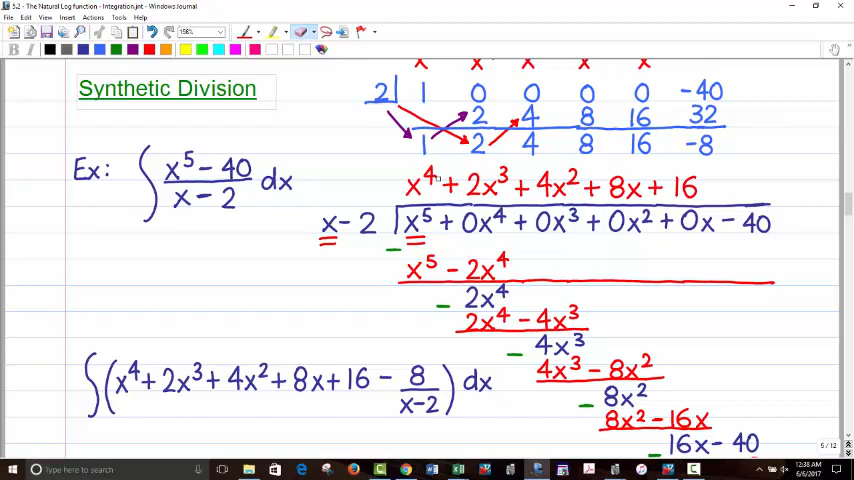 5.2 - The Natural Log function - Integration.jnt - Windows Journal
File Edit View Insert Actions Tools Help
156%
B I
Synthetic Division
x x x x x
2 1 0 0 0 0 -40
2 4 8 16 32
1 2 4 8 16 -8
Ex: ∫ (x⁵ - 40)/(x - 2) dx
x⁴ + 2x³ + 4x² + 8x + 16
x - 2 x⁵ + 0x⁴ + 0x³ + 0x² + 0x - 40
- x⁵ - 2x⁴
2x⁴
- 2x⁴ - 4x³
4x³
- 4x³ - 8x²
8x²
- 8x² - 16x
16x - 40
-
∫ (x⁴ + 2x³ + 4x² + 8x + 16 - 8/(x-2)) dx
5 / 12
Type here to search
12:38 AM
6/6/2017